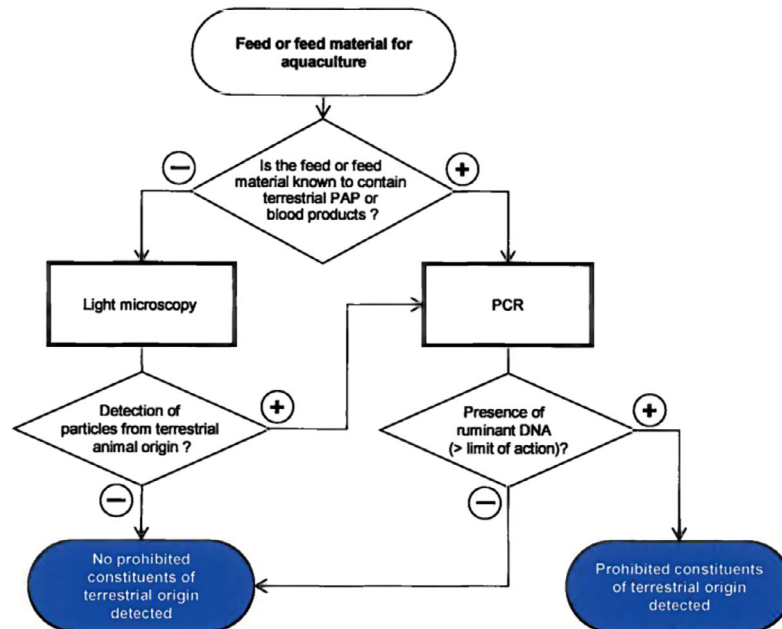 Feed or feed material for
aquaculture
Is the feed or feed
material known to contain
terrestrial PAP or
blood products ?
Light microscopy
PCR
Detection of
particles from terrestrial
animal origin ?
Presence of
ruminant DNA
(> limit of action)?
No prohibited
constituents of
terrestrial origin
detected
Prohibited constituents
of terrestrial origin
detected